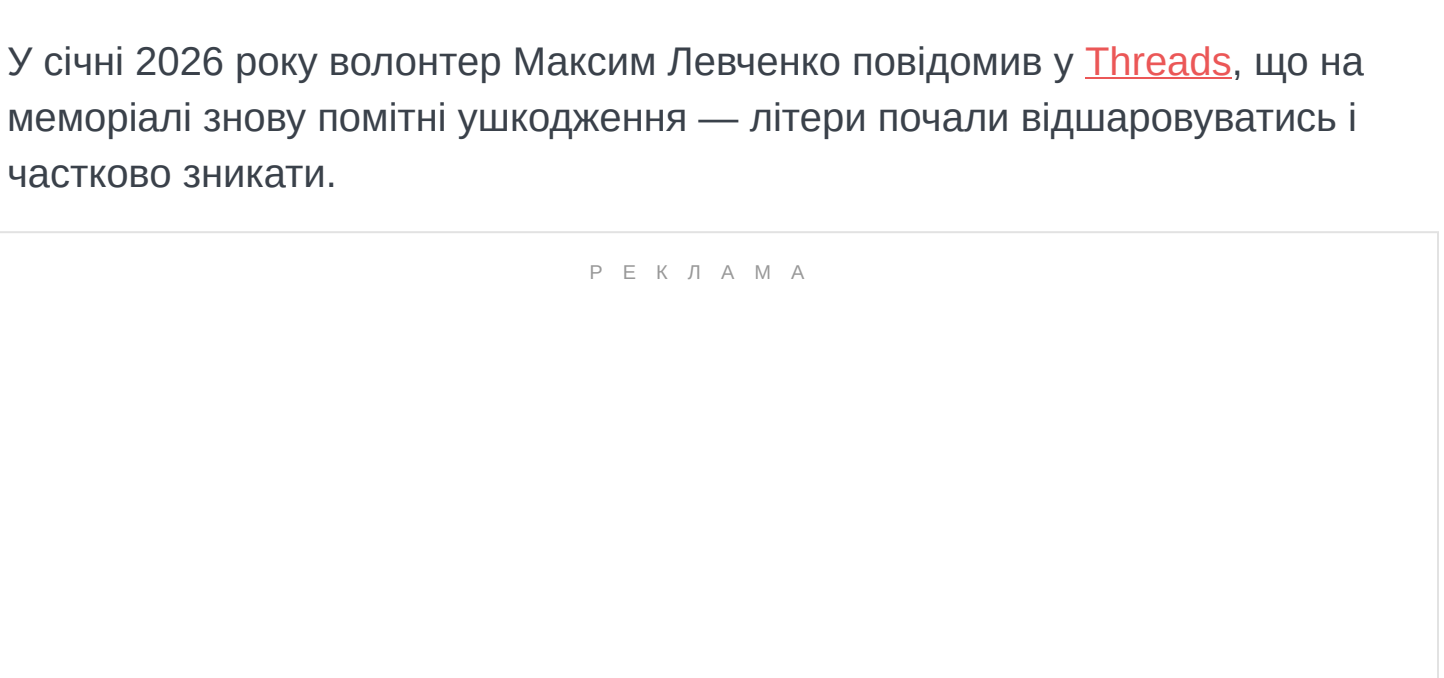 У січні 2026 року волонтер Максим Левченко повідомив у Threads, що на
меморіалі знову помітні ушкодження — літери почали відшаровуватись і
частково зникати.
РЕКЛАМА